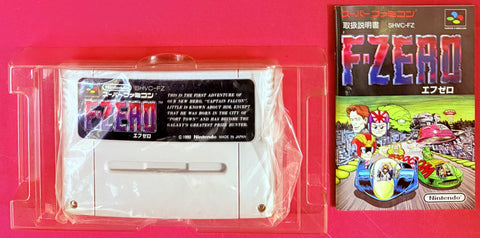 Nintendo
SHVC-FZ
スーパーファミコン
F-ZERO
エフゼロ
THIS IS THE FIRST ADVENTURE OF
OUR NEW HERO, "CAPTAIN FALCON".
LITTLE IS KNOWN ABOUT HIM, EXCEPT
THAT HE WAS BORN IN THE CITY OF
"PORT TOWN" AND HAS BECOME THE
GALAXY'S GREATEST PRIZE HUNTER.
© 1990 Nintendo MADE IN JAPAN
スーパーファミコン
取扱説明書 SHVC-FZ
F-ZERO
エフゼロ
Nintendo